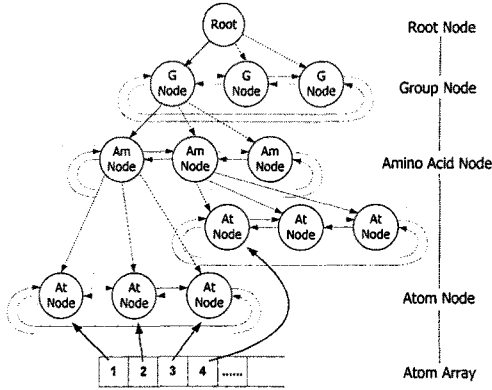 Root
Root Node
G Node
G Node
G Node
Group Node
Am Node
Am Node
Am Node
Amino Acid Node
At Node
At Node
At Node
At Node
At Node
At Node
Atom Node
1 2 3 4 ......
Atom Array